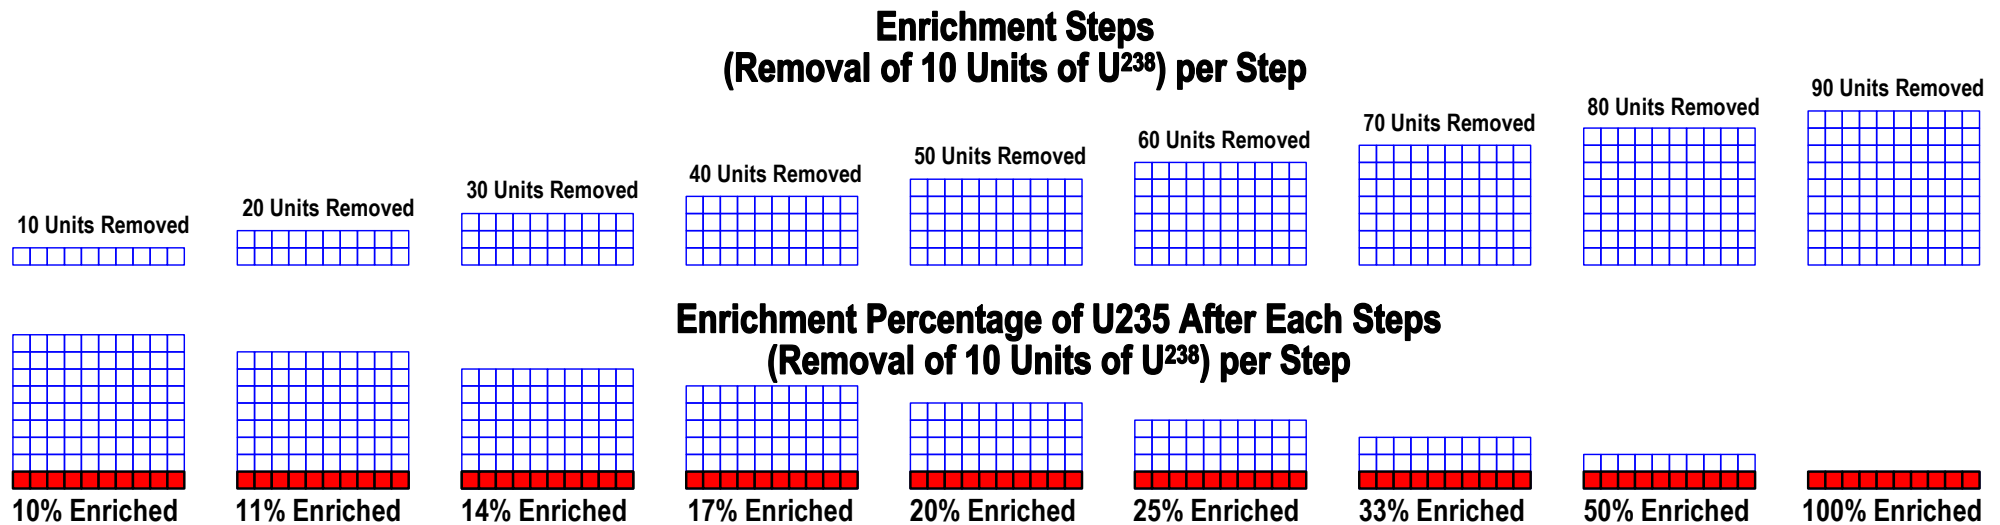 Enrichment Steps
(Removal of 10 Units of U²³⁸) per Step
10 Units Removed
20 Units Removed
30 Units Removed
40 Units Removed
50 Units Removed
60 Units Removed
70 Units Removed
80 Units Removed
90 Units Removed
Enrichment Percentage of U235 After Each Steps
(Removal of 10 Units of U²³⁸) per Step
10% Enriched
11% Enriched
14% Enriched
17% Enriched
20% Enriched
25% Enriched
33% Enriched
50% Enriched
100% Enriched